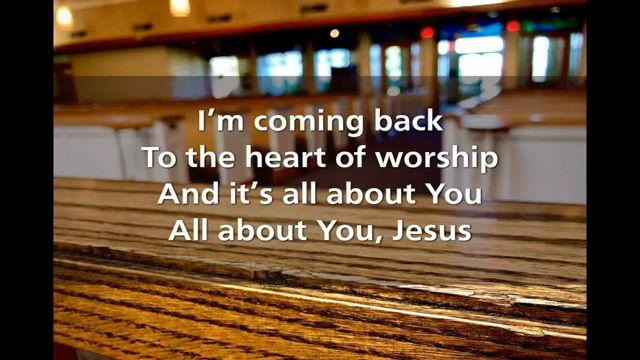 I’m coming back
To the heart of worship
And it’s all about You
All about You, Jesus